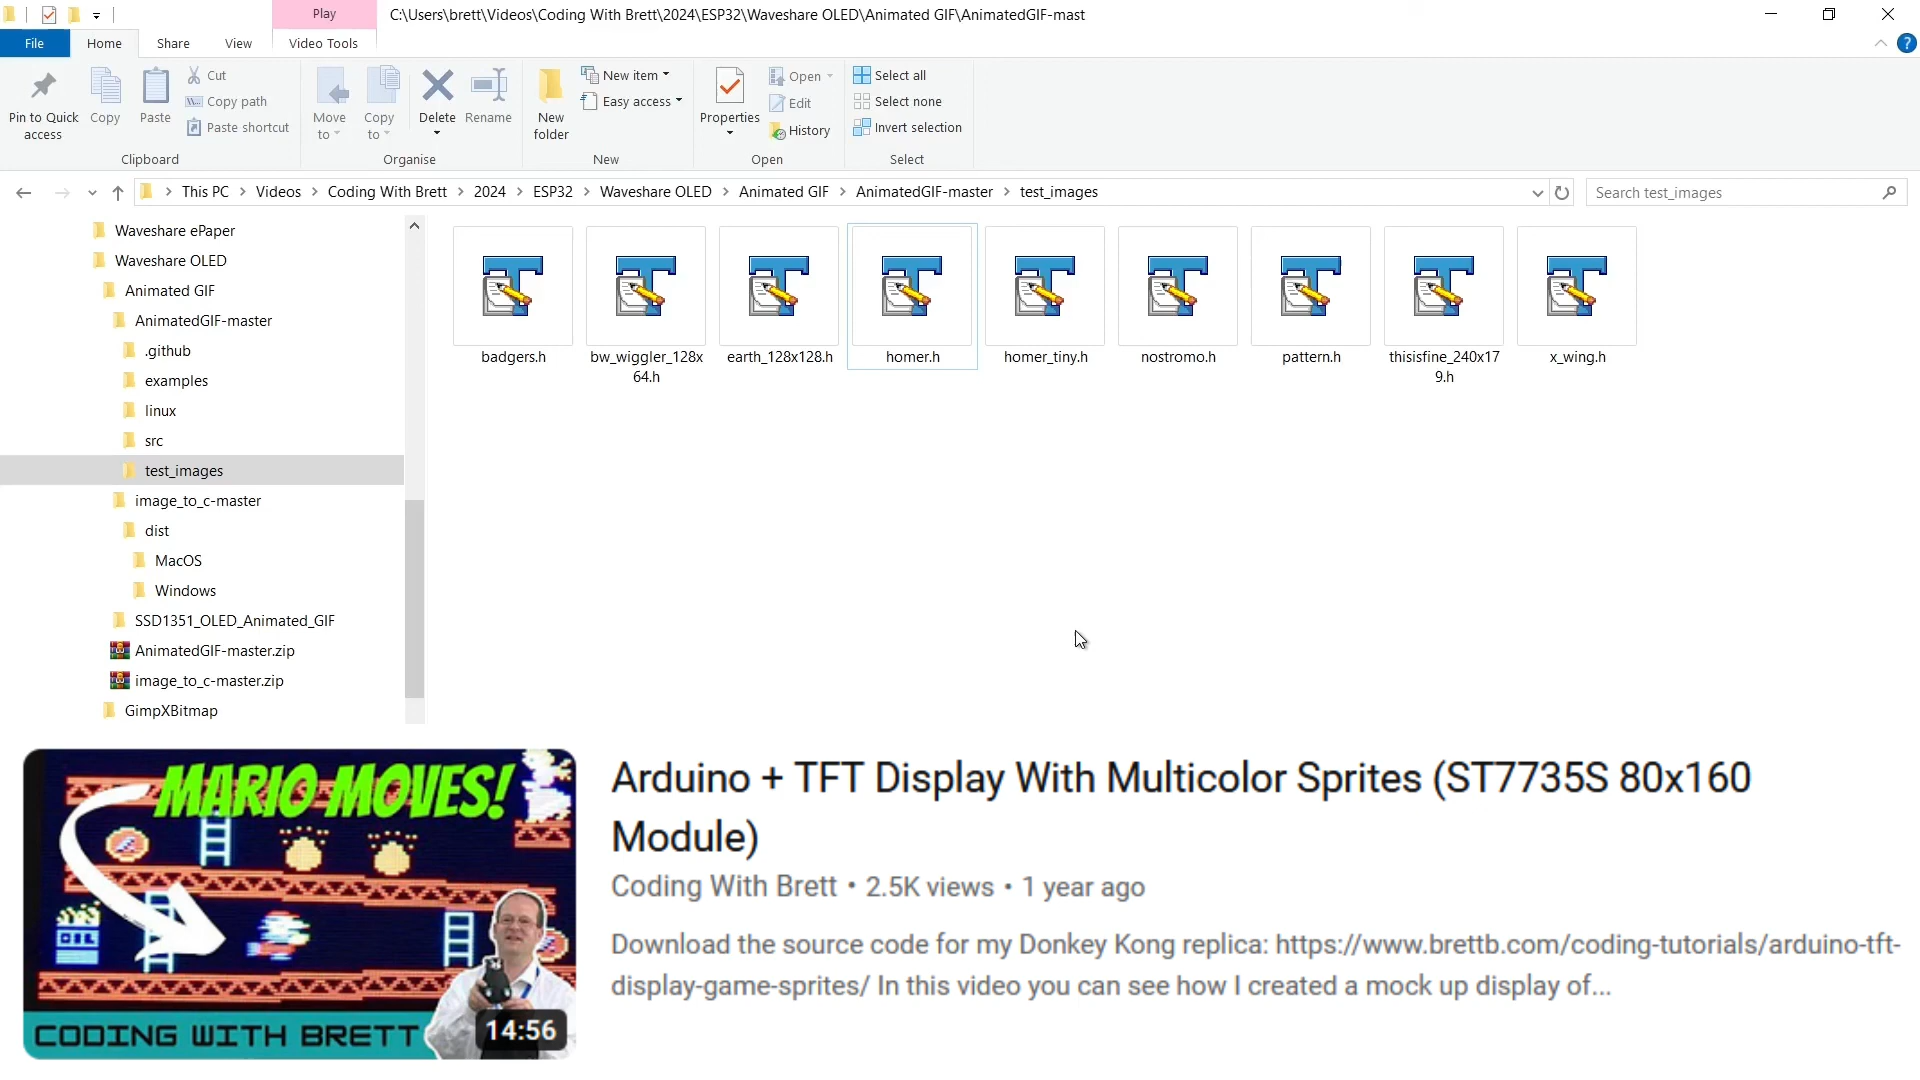 Play
C:\Users\brett\Videos\Coding With Brett\2024\ESP32\Waveshare OLED\Animated GIF\AnimatedGIF-mast
File
Home
Share
View
Video Tools
Pin to Quick access
Copy
Paste
Cut
Copy path
Paste shortcut
Clipboard
Move to
Copy to
Delete
Rename
Organise
New folder
New item
Easy access
New
Properties
Open
Edit
History
Open
Select all
Select none
Invert selection
Select
This PC > Videos > Coding With Brett > 2024 > ESP32 > Waveshare OLED > Animated GIF > AnimatedGIF-master > test_images
Search test_images
Waveshare ePaper
Waveshare OLED
Animated GIF
AnimatedGIF-master
.github
examples
linux
src
test_images
image_to_c-master
dist
MacOS
Windows
SSD1351_OLED_Animated_GIF
AnimatedGIF-master.zip
image_to_c-master.zip
GimpXBitmap
badgers.h
bw_wiggler_128x
64.h
earth_128x128.h
homer.h
homer_tiny.h
nostromo.h
pattern.h
thisisfine_240x17
9.h
x_wing.h
MARIO MOVES!
OIL
CODING WITH BRETT
14:56
Arduino + TFT Display With Multicolor Sprites (ST7735S 80x160
Module)
Coding With Brett • 2.5K views • 1 year ago
Download the source code for my Donkey Kong replica: https://www.brettb.com/coding-tutorials/arduino-tft-
display-game-sprites/ In this video you can see how I created a mock up display of...